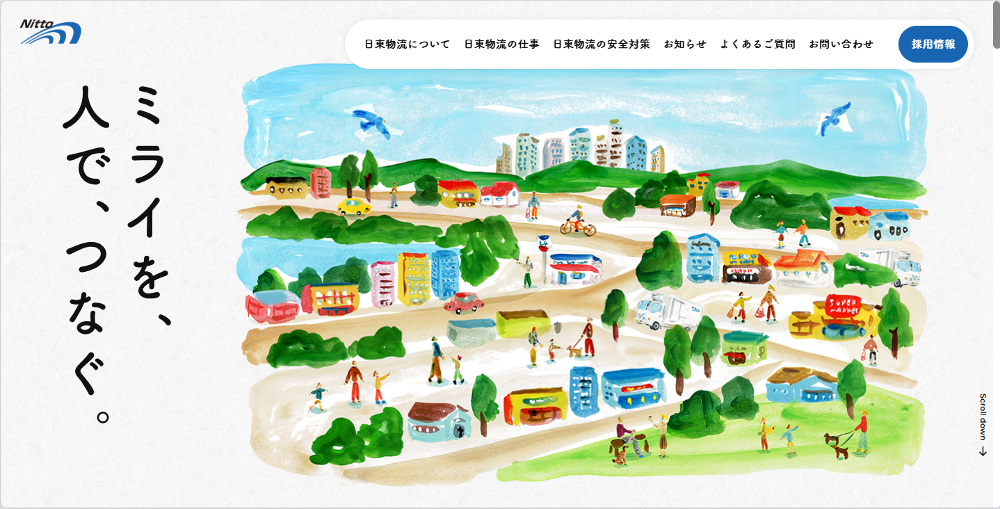 Nitto
日東物流について
日東物流の仕事
日東物流の安全対策
お知らせ
よくあるご質問
お問い合わせ
採用情報
ミライを、
人で、つなぐ。
SUPER
MARKET
Scroll down